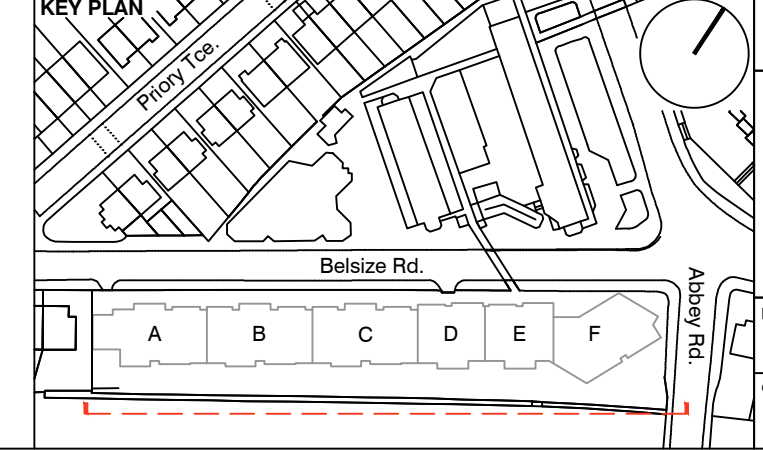 KEY PLAN
Priory Tce.
Belsize Rd.
Abbey Rd.
A B C D E F